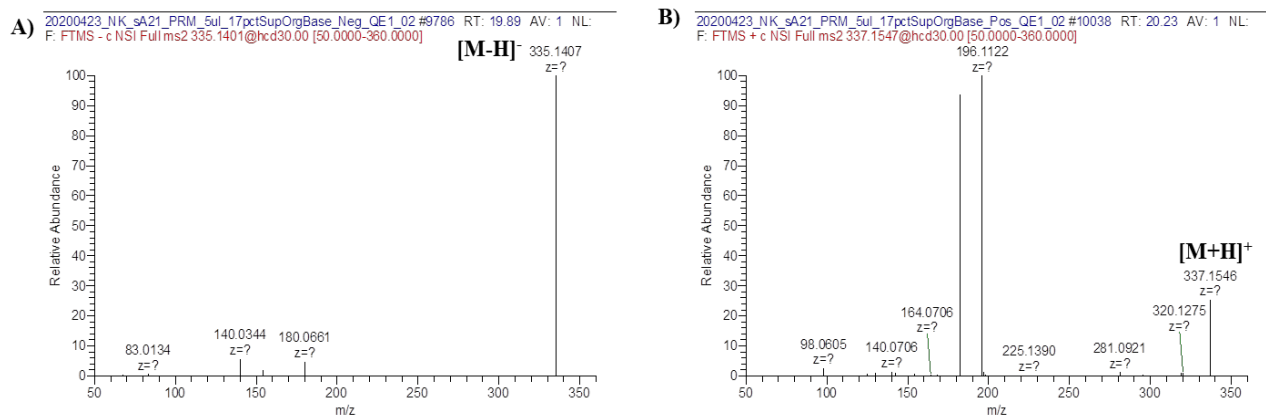 A)
20200423_NK_sA21_PRM_5ul_17pctSupOrgBase_Neg_QE1_02 #9786 RT: 19.89 AV: 1 NL:
F: FTMS - c NSI Full ms2 335.1401@hcd30.00 [50.0000-360.0000]
[M-H]-
335.1407
z=?
100
90
80
70
60
50
40
30
20
10
0
Relative Abundance
83.0134
z=?
140.0344
z=?
180.0661
z=?
50 100 150 200 250 300 350
m/z
B)
20200423_NK_sA21_PRM_5ul_17pctSupOrgBase_Pos_QE1_02 #10038 RT: 20.23 AV: 1 NL:
F: FTMS + c NSI Full ms2 337.1547@hcd30.00 [50.0000-360.0000]
196.1122
z=?
[M+H]+
337.1546
z=?
100
90
80
70
60
50
40
30
20
10
0
Relative Abundance
98.0605
z=?
140.0706
z=?
164.0706
z=?
225.1390
z=?
281.0921
z=?
320.1275
z=?
50 100 150 200 250 300 350
m/z